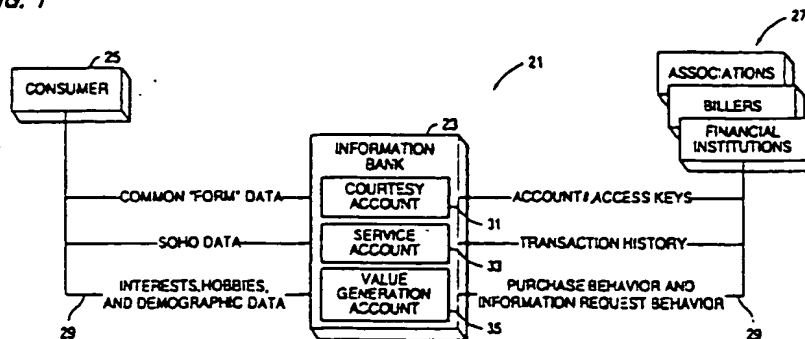 FIG. 1
25
CONSUMER
21
27
ASSOCIATIONS
BILLERS
FINANCIAL
INSTITUTIONS
23
INFORMATION
BANK
COURTESY
ACCOUNT
31
SERVICE
ACCOUNT
33
VALUE
GENERATION
ACCOUNT
35
COMMON "FORM" DATA
SOHO DATA
INTERESTS, HOBBIES,
AND DEMOGRAPHIC DATA
29
ACCOUNT # ACCESS KEYS
TRANSACTION HISTORY
PURCHASE BEHAVIOR AND
INFORMATION REQUEST BEHAVIOR
29